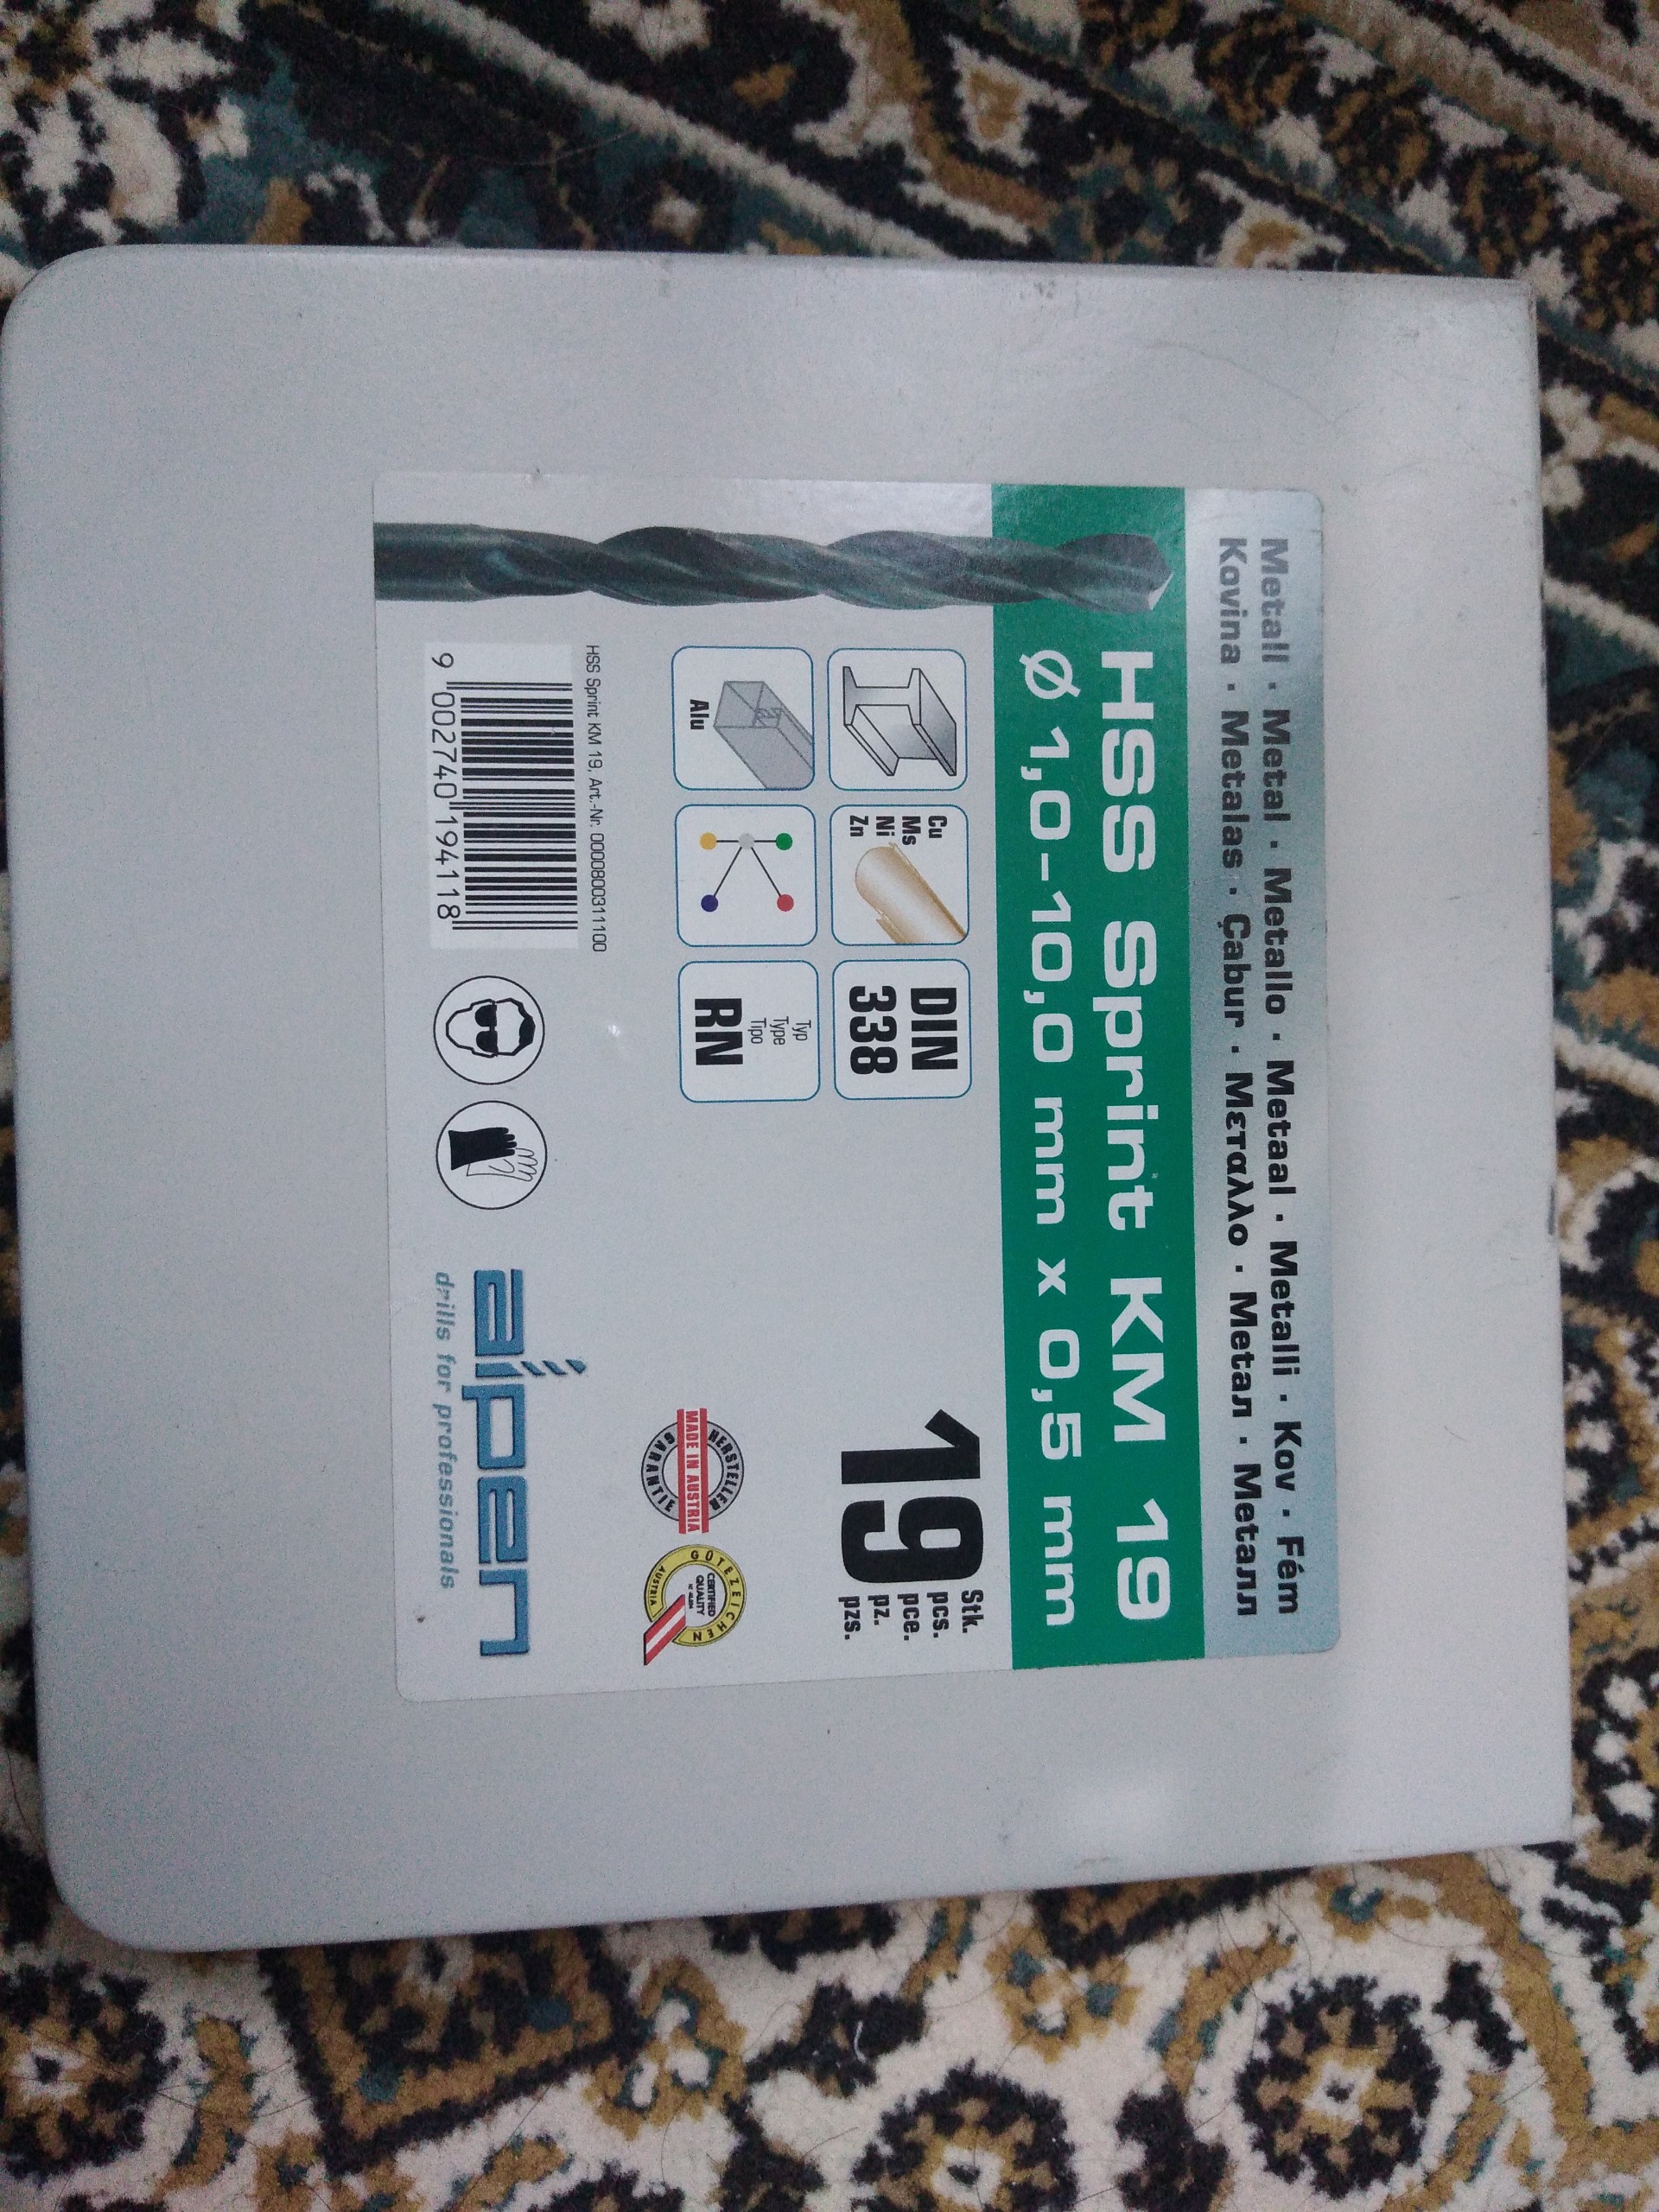 Metall · Metal · Metallo · Metaal · Metalli · Kov · Fém
Kovina · Metalas · Çabur · Μεταλλο · Метал · Металл
HSS Sprint KM 19
Ø 1,0-10,0 mm x 0,5 mm
Cu
Ms
Ni
Zn
DIN
338
19
Stk.
pcs.
pce.
pz.
pzs.
Alu
Typ
Type
Tipo
RN
HERSTELLER
MADE IN AUSTRIA
GARANTIE
GÜTEZEICHEN
CERTIFIED
QUALITY
AUSTRIA
HSS Sprint KM 19, Art.-Nr. 0000800311100
9 002740 194118
alpen
drills for professionals